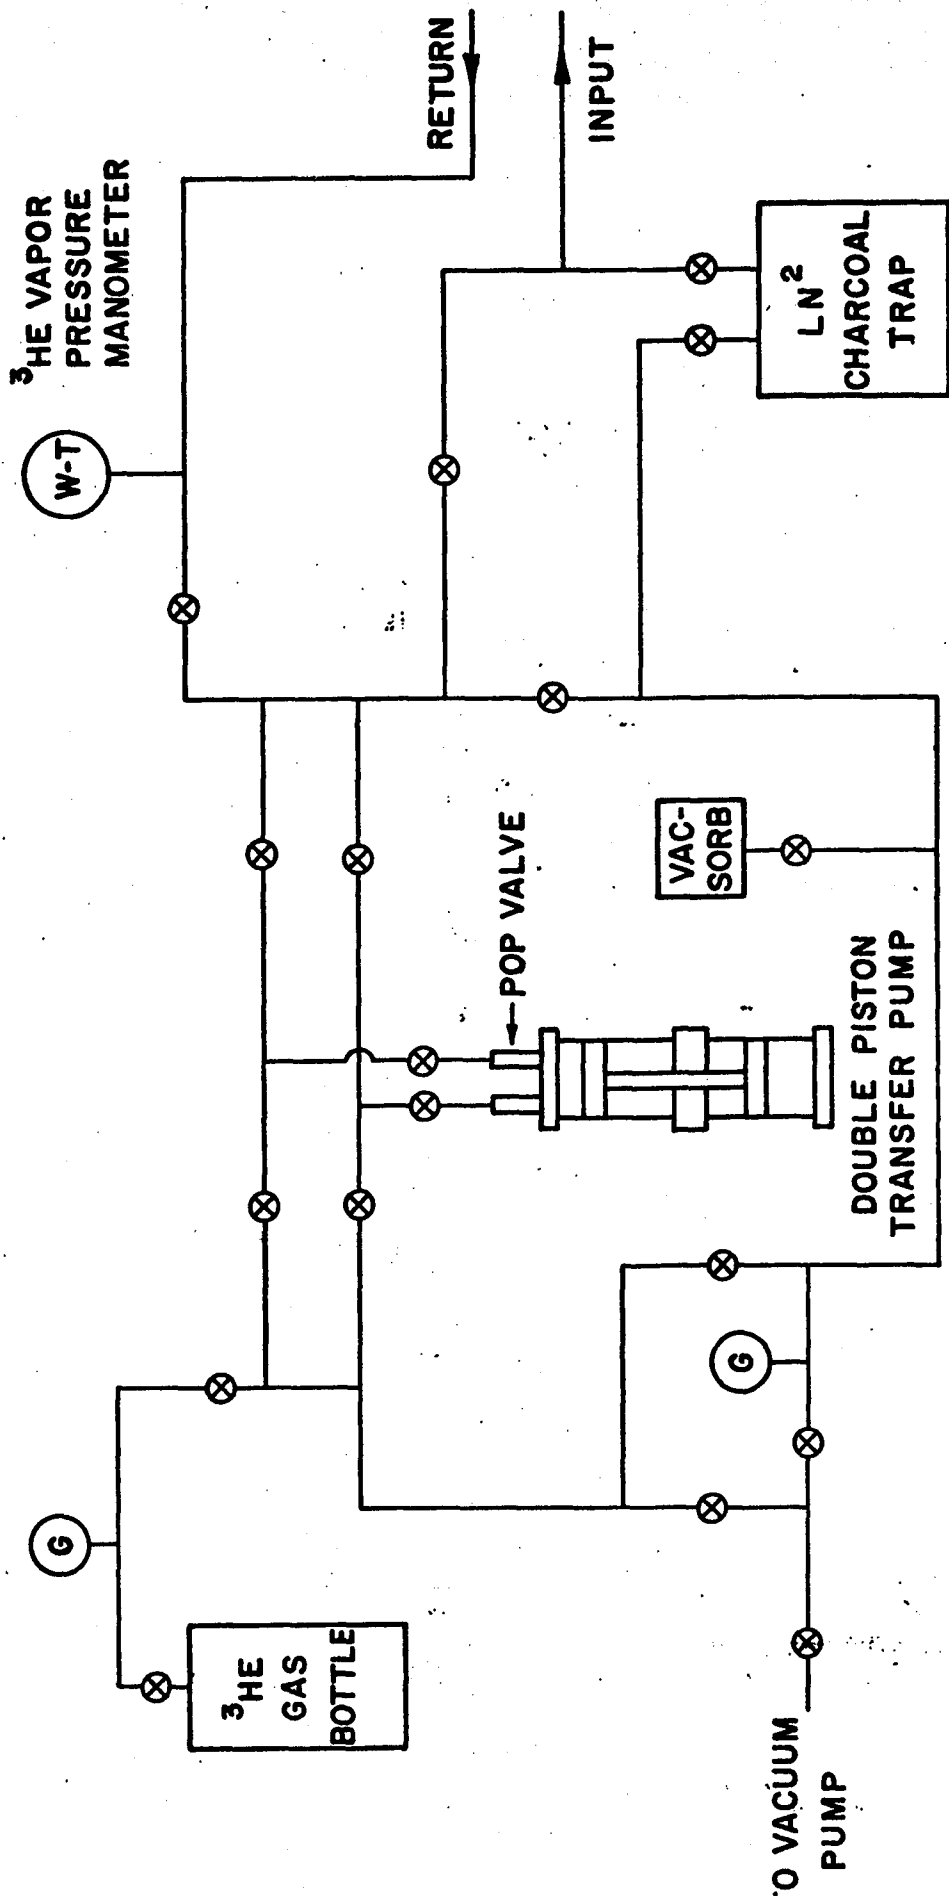 ³HE VAPOR
PRESSURE
MANOMETER
W-T
RETURN
INPUT
LN²
CHARCOAL
TRAP
VAC-
SORB
POP VALVE
DOUBLE PISTON
TRANSFER PUMP
G
G
³HE
GAS
BOTTLE
TO VACUUM
PUMP